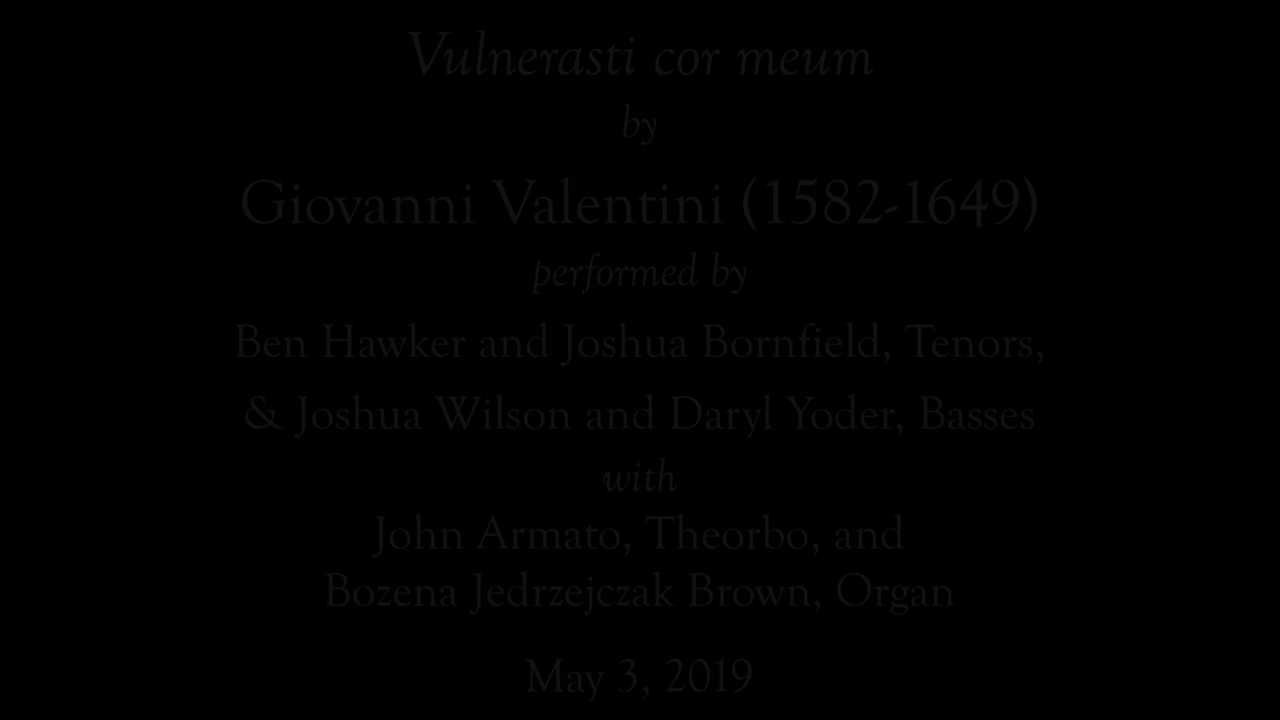 Vulnerasti cor meum
by
Giovanni Valentini (1582-1649)
performed by
Ben Hawker and Joshua Bornfield, Tenors,
& Joshua Wilson and Daryl Yoder, Basses
with
John Armato, Theorbo, and
Bozena Jedrzejczak Brown, Organ
May 3, 2019